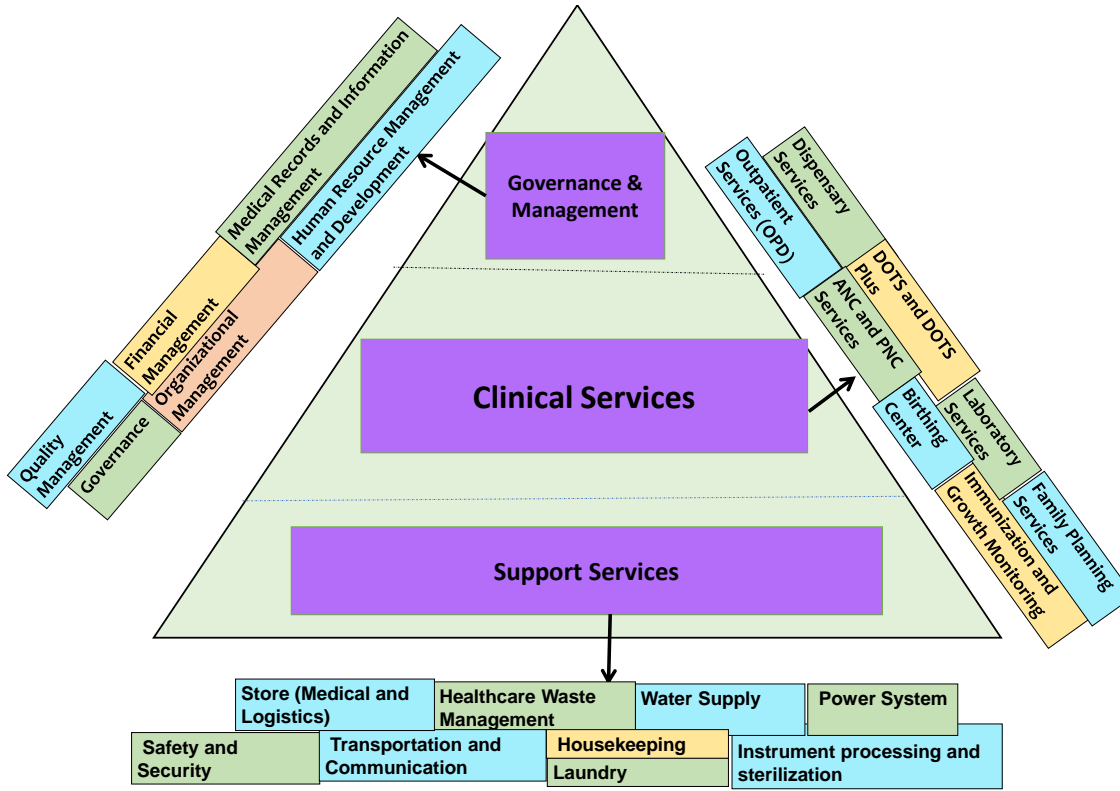 Governance &
Management
Clinical Services
Support Services
Medical Records and Information
Management
Human Resource Management
and Development
Financial
Management
Organizational
Management
Quality
Management
Governance
Outpatient
Services (OPD)
Dispensary
Services
ANC and PNC
Services
DOTS and DOTS
Plus
Birthing
Center
Laboratory
Services
Immunization and
Growth Monitoring
Family Planning
Services
Store (Medical and
Logistics)
Healthcare Waste
Management
Water Supply
Power System
Safety and
Security
Transportation and
Communication
Housekeeping
Laundry
Instrument processing and
sterilization